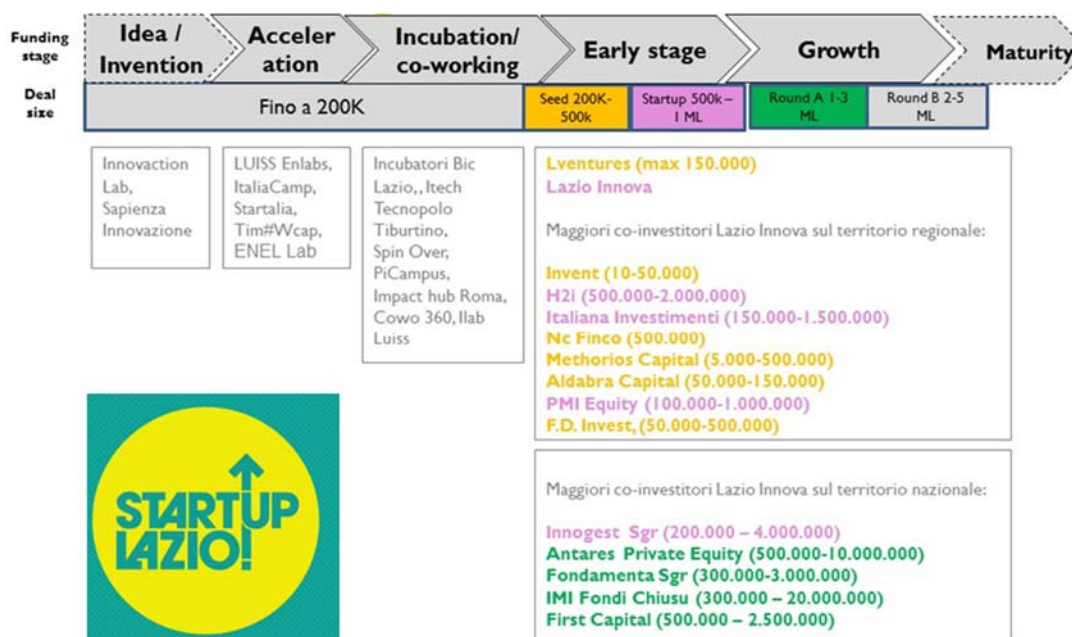 Funding
stage
Idea /
Invention
Acceler
ation
Incubation/
co-working
Early stage
Growth
Maturity
Deal
size
Fino a 200K
Seed 200K-
500k
Startup 500k –
1 ML
Round A 1-3
ML
Round B 2-5
ML
Innovaction
Lab,
Sapienza
Innovazione
LUISS Enlabs,
ItaliaCamp,
Startalia,
Tim#Wcap,
ENEL Lab
Incubatori Bic
Lazio,, Itech
Tecnopolo
Tiburtino,
Spin Over,
PiCampus,
Impact hub Roma,
Cowo 360, Ilab
Luiss
Lventures (max 150.000)
Lazio Innova
Maggiori co-investitori Lazio Innova sul territorio regionale:
Invent (10-50.000)
H2i (500.000-2.000.000)
Italiana Investimenti (150.000-1.500.000)
Nc Finco (500.000)
Methorios Capital (5.000-500.000)
Aldabra Capital (50.000-150.000)
PMI Equity (100.000-1.000.000)
F.D. Invest, (50.000-500.000)
Maggiori co-investitori Lazio Innova sul territorio nazionale:
Innogest Sgr (200.000 – 4.000.000)
Antares Private Equity (500.000-10.000.000)
Fondamenta Sgr (300.000-3.000.000)
IMI Fondi Chiusu (300.000 – 20.000.000)
First Capital (500.000 – 2.500.000)
STARTUP
LAZIO!